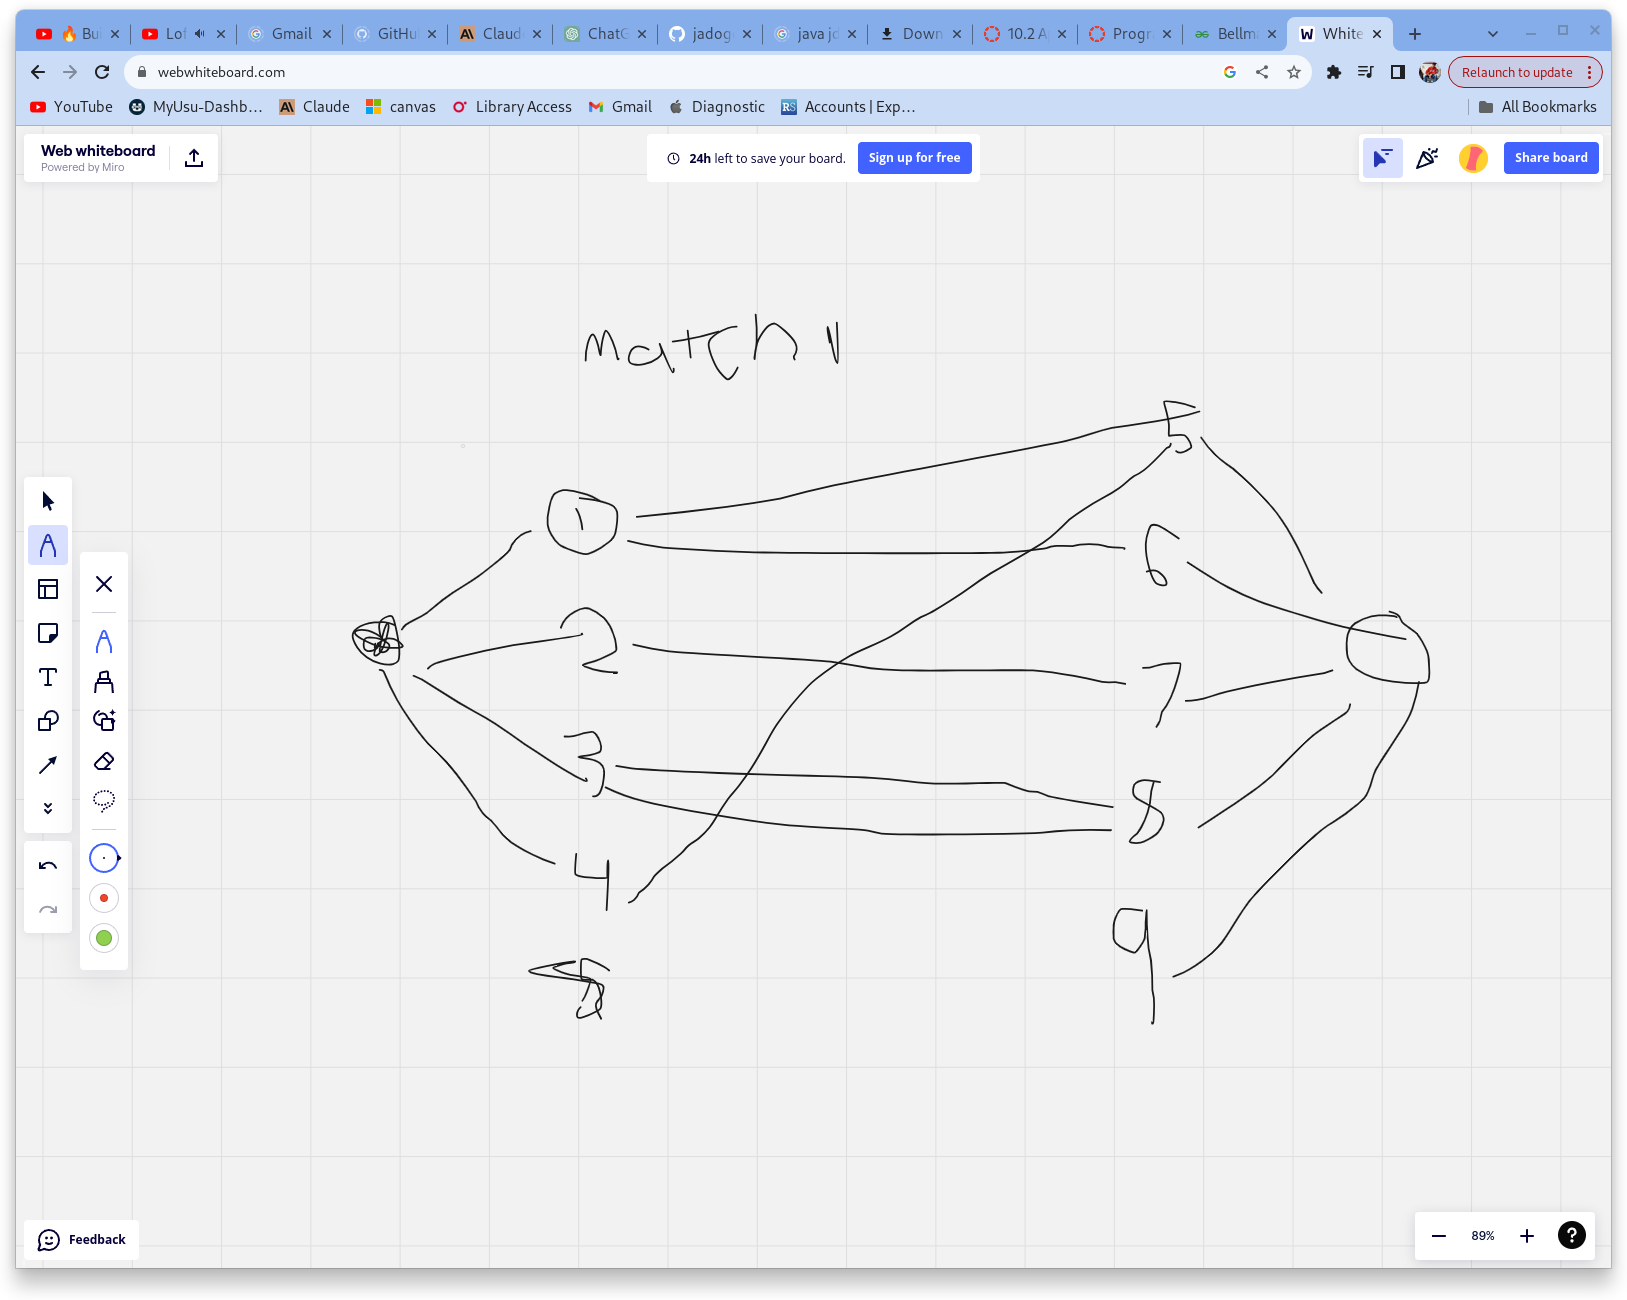 Bu
Lof
Gmail
GitHu
Claud
ChatG
jadog
java jo
Down
10.2 A
Progr
Bellm
White
webwhiteboard.com
Relaunch to update
YouTube
MyUsu-Dashb...
Claude
canvas
Library Access
Gmail
Diagnostic
Accounts | Exp...
All Bookmarks
Web whiteboard
Powered by Miro
24h left to save your board.
Sign up for free
Share board
match 1
5
1
6
2
7
3
8
4
9
Feedback
89%